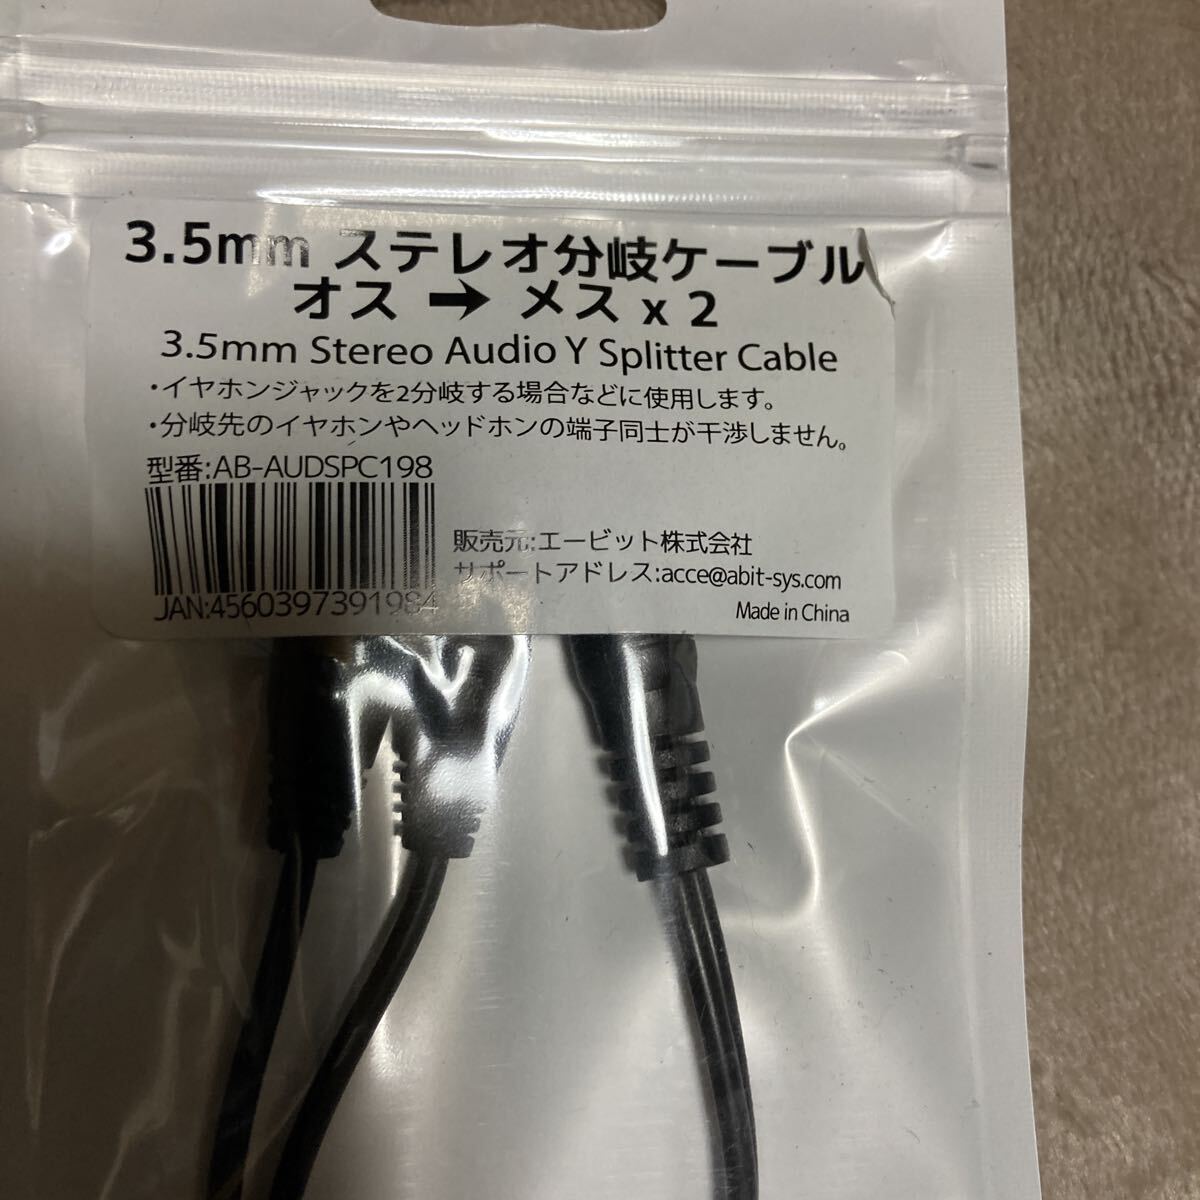 3.5mm ステレオ分岐ケーブル
オス ➡ メス x 2
3.5mm Stereo Audio Y Splitter Cable
・イヤホンジャックを2分岐する場合などに使用します。
・分岐先のイヤホンやヘッドホンの端子同士が干渉しません。
型番:AB-AUDSPC198
販売元:エービット株式会社
サポートアドレス:acce@abit-sys.com
JAN:4560397391984
Made in China